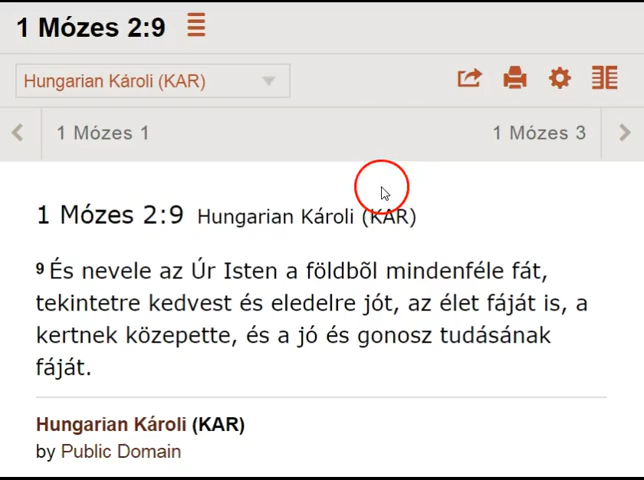 1 Mózes 2:9
Hungarian Károli (KAR)
1 Mózes 1
1 Mózes 3
1 Mózes 2:9 Hungarian Károli (KAR)
9 És nevele az Úr Isten a földbõl mindenféle fát,
tekintetre kedvest és eledelre jót, az élet fáját is, a
kertnek közepette, és a jó és gonosz tudásának
fáját.
Hungarian Károli (KAR)
by Public Domain